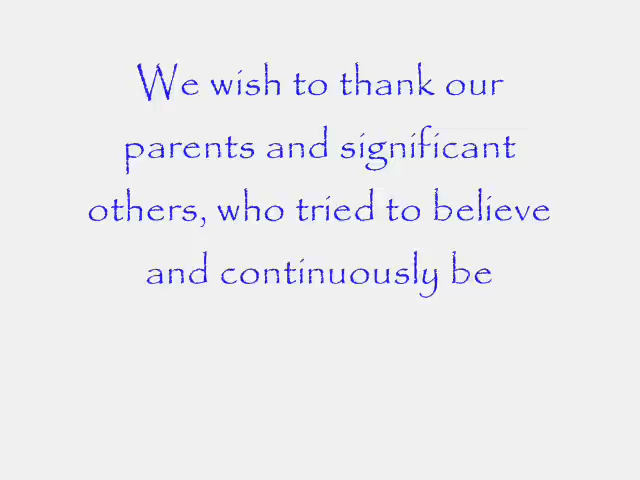 We wish to thank our
parents and significant
others, who tried to believe
and continuously be